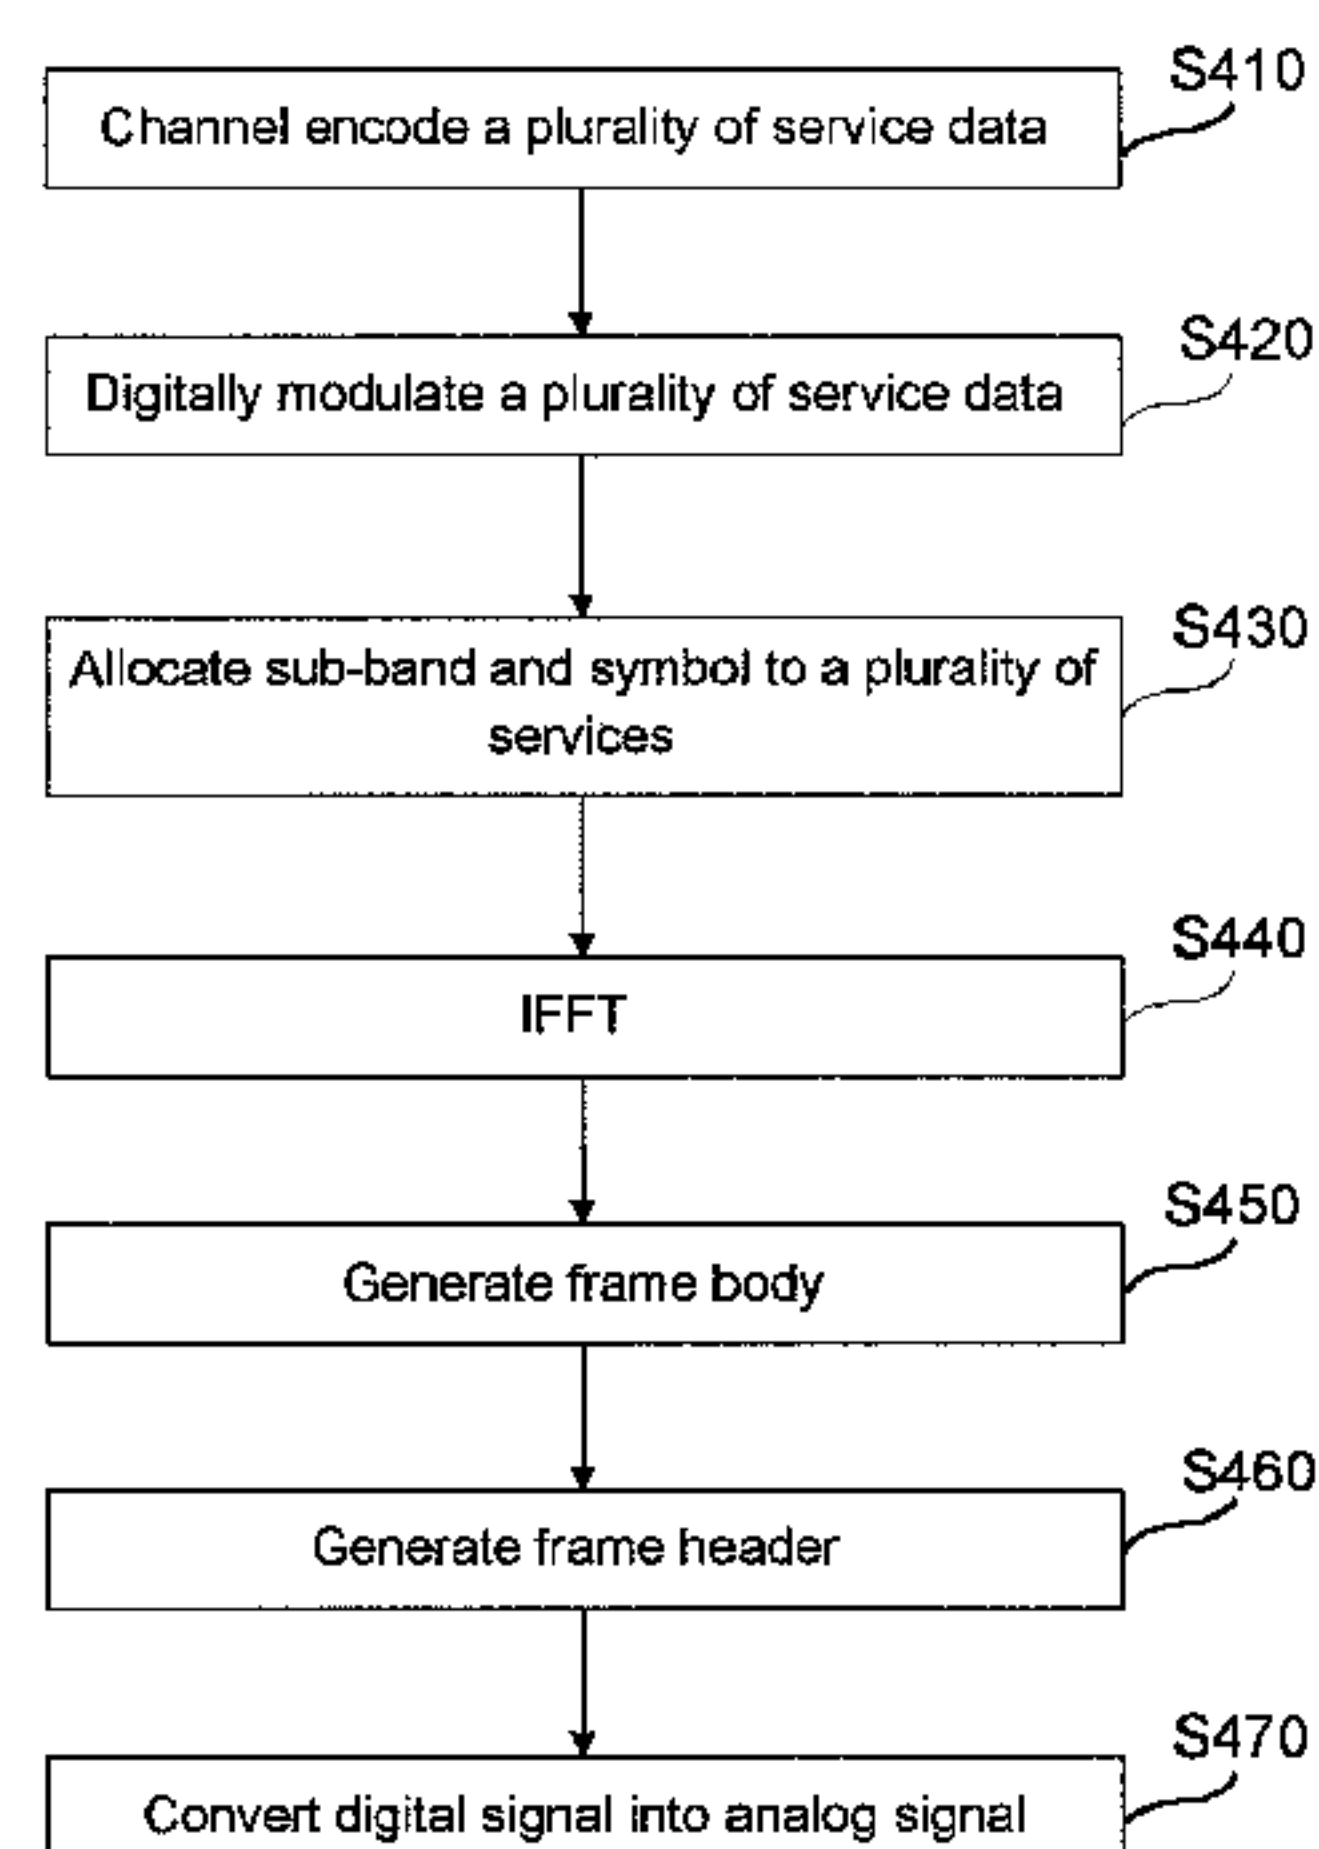 S410
Channel encode a plurality of service data
S420
Digitally modulate a plurality of service data
S430
Allocate sub-band and symbol to a plurality of
services
S440
IFFT
S450
Generate frame body
S460
Generate frame header
S470
Convert digital signal into analog signal